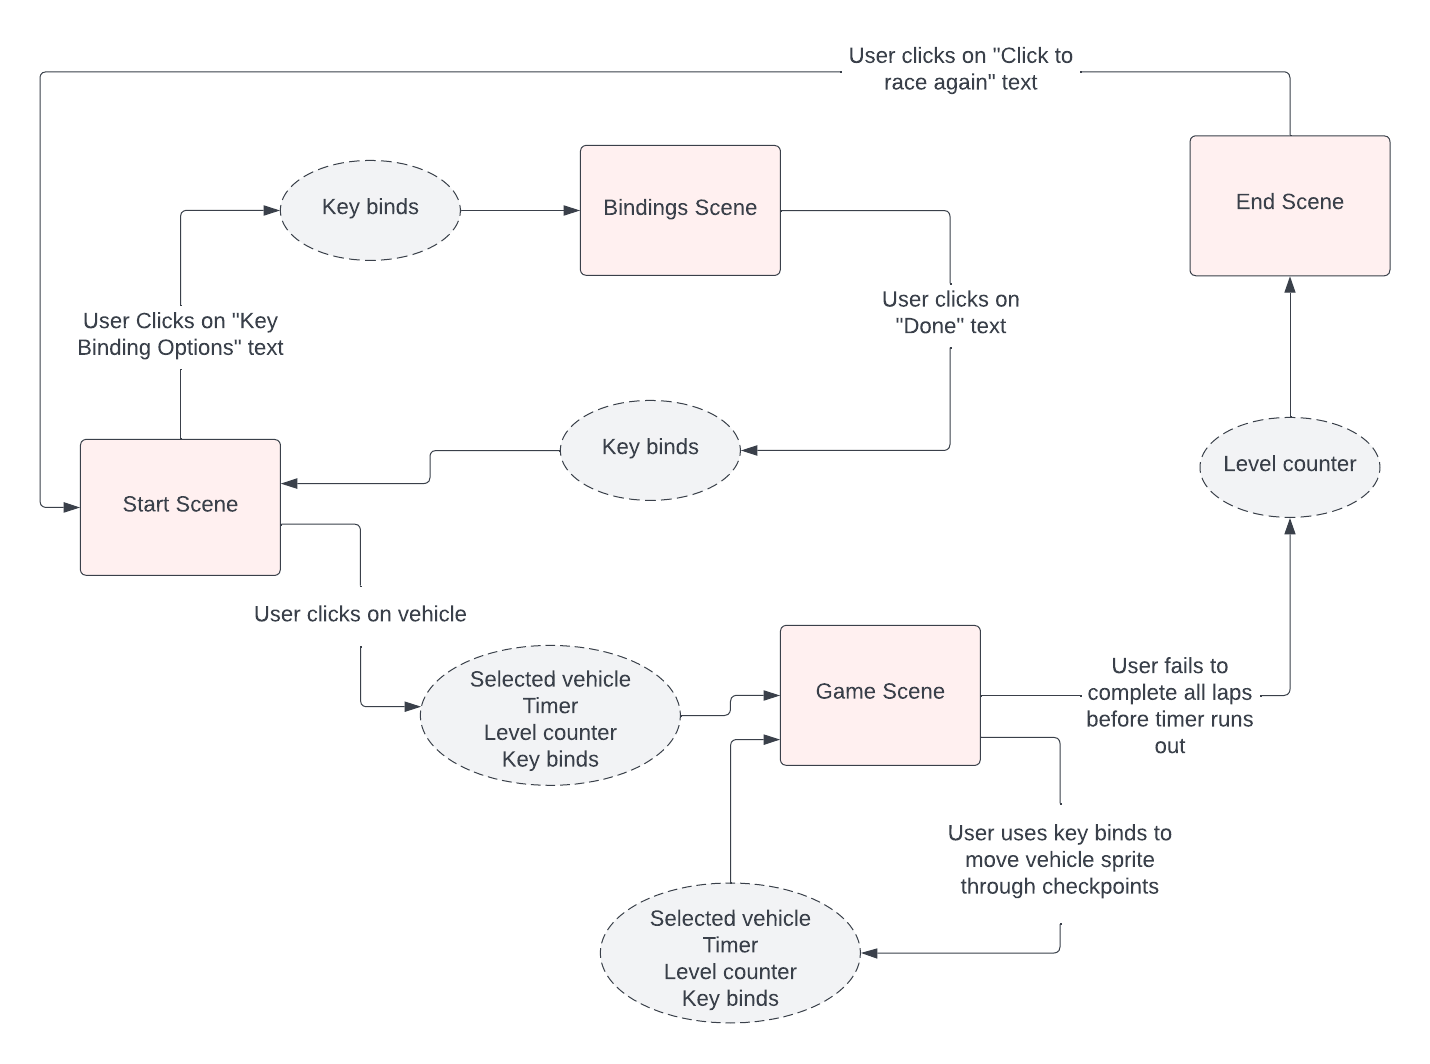 User clicks on "Click to
race again" text
Key binds
Bindings Scene
End Scene
User Clicks on "Key
Binding Options" text
User clicks on
"Done" text
Key binds
Level counter
Start Scene
User clicks on vehicle
Selected vehicle
Timer
Level counter
Key binds
Game Scene
User fails to
complete all laps
before timer runs
out
User uses key binds to
move vehicle sprite
through checkpoints
Selected vehicle
Timer
Level counter
Key binds